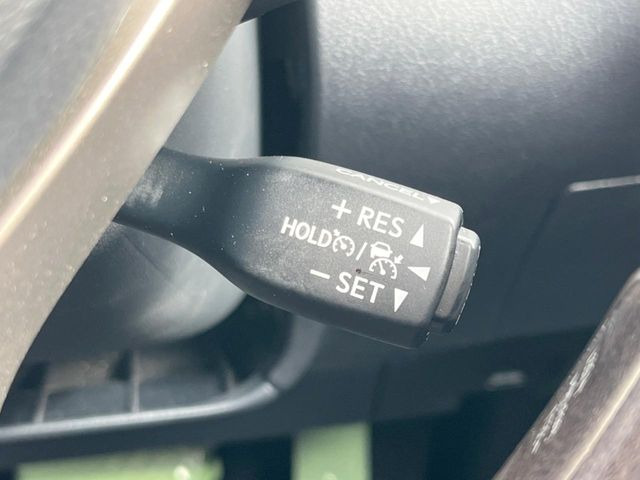 CANCEL
+ RES
HOLD /
− SET